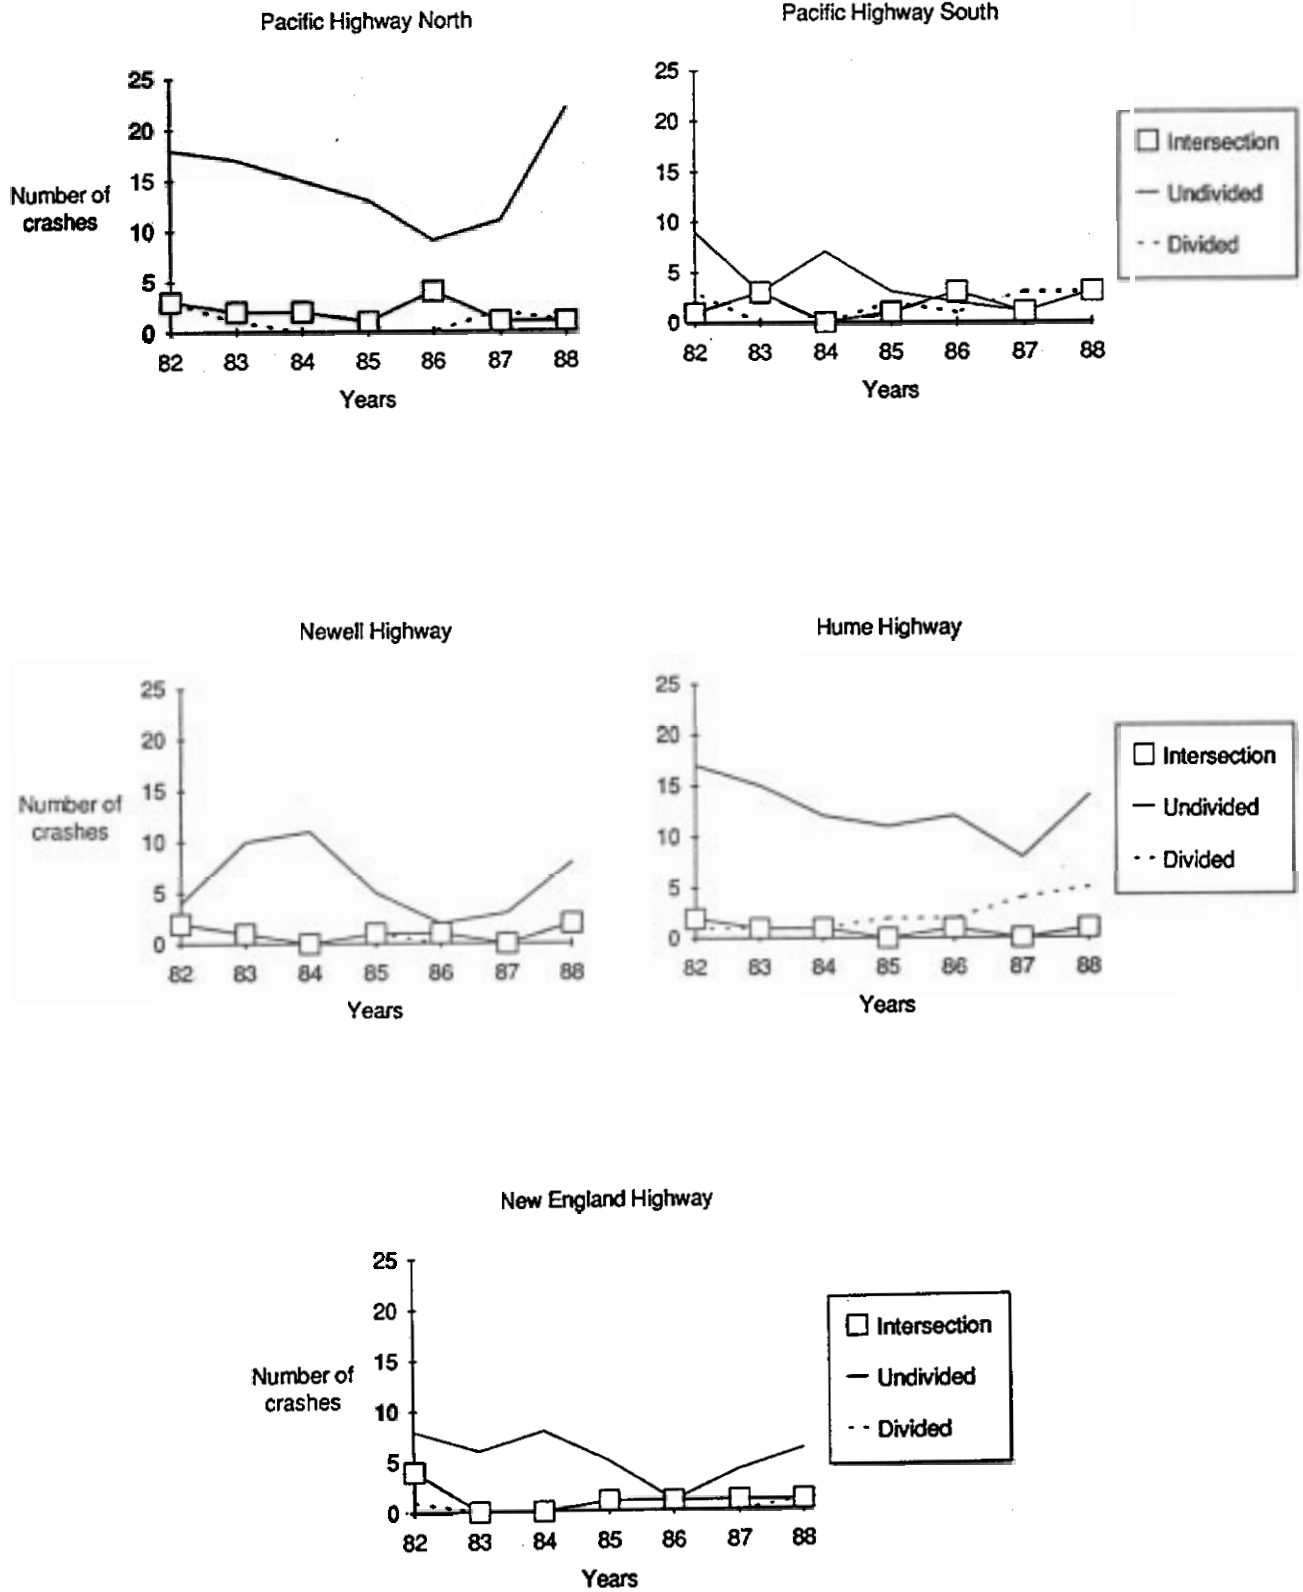 Pacific Highway North
25
20
15
10
5
0
Number of
crashes
82 83 84 85 86 87 88
Years
Pacific Highway South
25
20
15
10
5
0
82 83 84 85 86 87 88
Years
Intersection
Undivided
Divided
Newell Highway
25
20
15
10
5
0
Number of
crashes
82 83 84 85 86 87 88
Years
Hume Highway
25
20
15
10
5
0
82 83 84 85 86 87 88
Years
Intersection
Undivided
Divided
New England Highway
25
20
15
10
5
0
Number of
crashes
82 83 84 85 86 87 88
Years
Intersection
Undivided
Divided